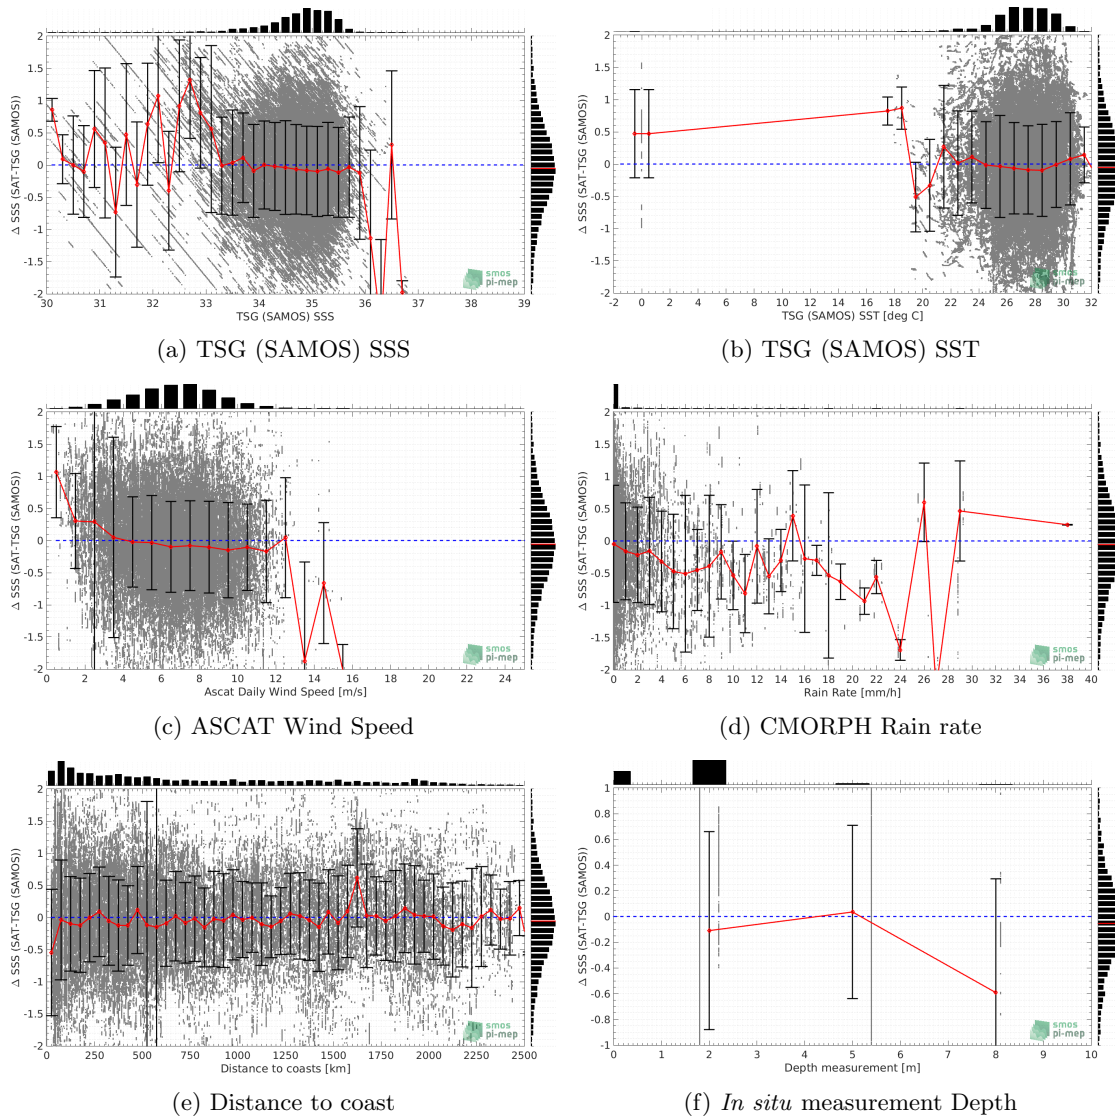 2
1.5
1
0.5
0
-0.5
-1
-1.5
-2
Δ SSS (SAT-TSG (SAMOS))
30 31 32 33 34 35 36 37 38 39
TSG (SAMOS) SSS
smos
pi-mep
(a) TSG (SAMOS) SSS
2
1.5
1
0.5
0
-0.5
-1
-1.5
-2
Δ SSS (SAT-TSG (SAMOS))
-2 0 2 4 6 8 10 12 14 16 18 20 22 24 26 28 30 32
TSG (SAMOS) SST [deg C]
smos
pi-mep
(b) TSG (SAMOS) SST
2
1.5
1
0.5
0
-0.5
-1
-1.5
-2
Δ SSS (SAT-TSG (SAMOS))
0 2 4 6 8 10 12 14 16 18 20 22 24
Ascat Daily Wind Speed [m/s]
smos
pi-mep
(c) ASCAT Wind Speed
2
1.5
1
0.5
0
-0.5
-1
-1.5
-2
Δ SSS (SAT-TSG (SAMOS))
0 2 4 6 8 10 12 14 16 18 20 22 24 26 28 30 32 34 36 38 40
Rain Rate [mm/h]
smos
pi-mep
(d) CMORPH Rain rate
2
1.5
1
0.5
0
-0.5
-1
-1.5
-2
Δ SSS (SAT-TSG (SAMOS))
0 250 500 750 1000 1250 1500 1750 2000 2250 2500
Distance to coasts [km]
smos
pi-mep
(e) Distance to coast
1
0.8
0.6
0.4
0.2
0
-0.2
-0.4
-0.6
-0.8
-1
Δ SSS (SAT-TSG (SAMOS))
0 1 2 3 4 5 6 7 8 9 10
Depth measurement [m]
smos
pi-mep
(f) In situ measurement Depth